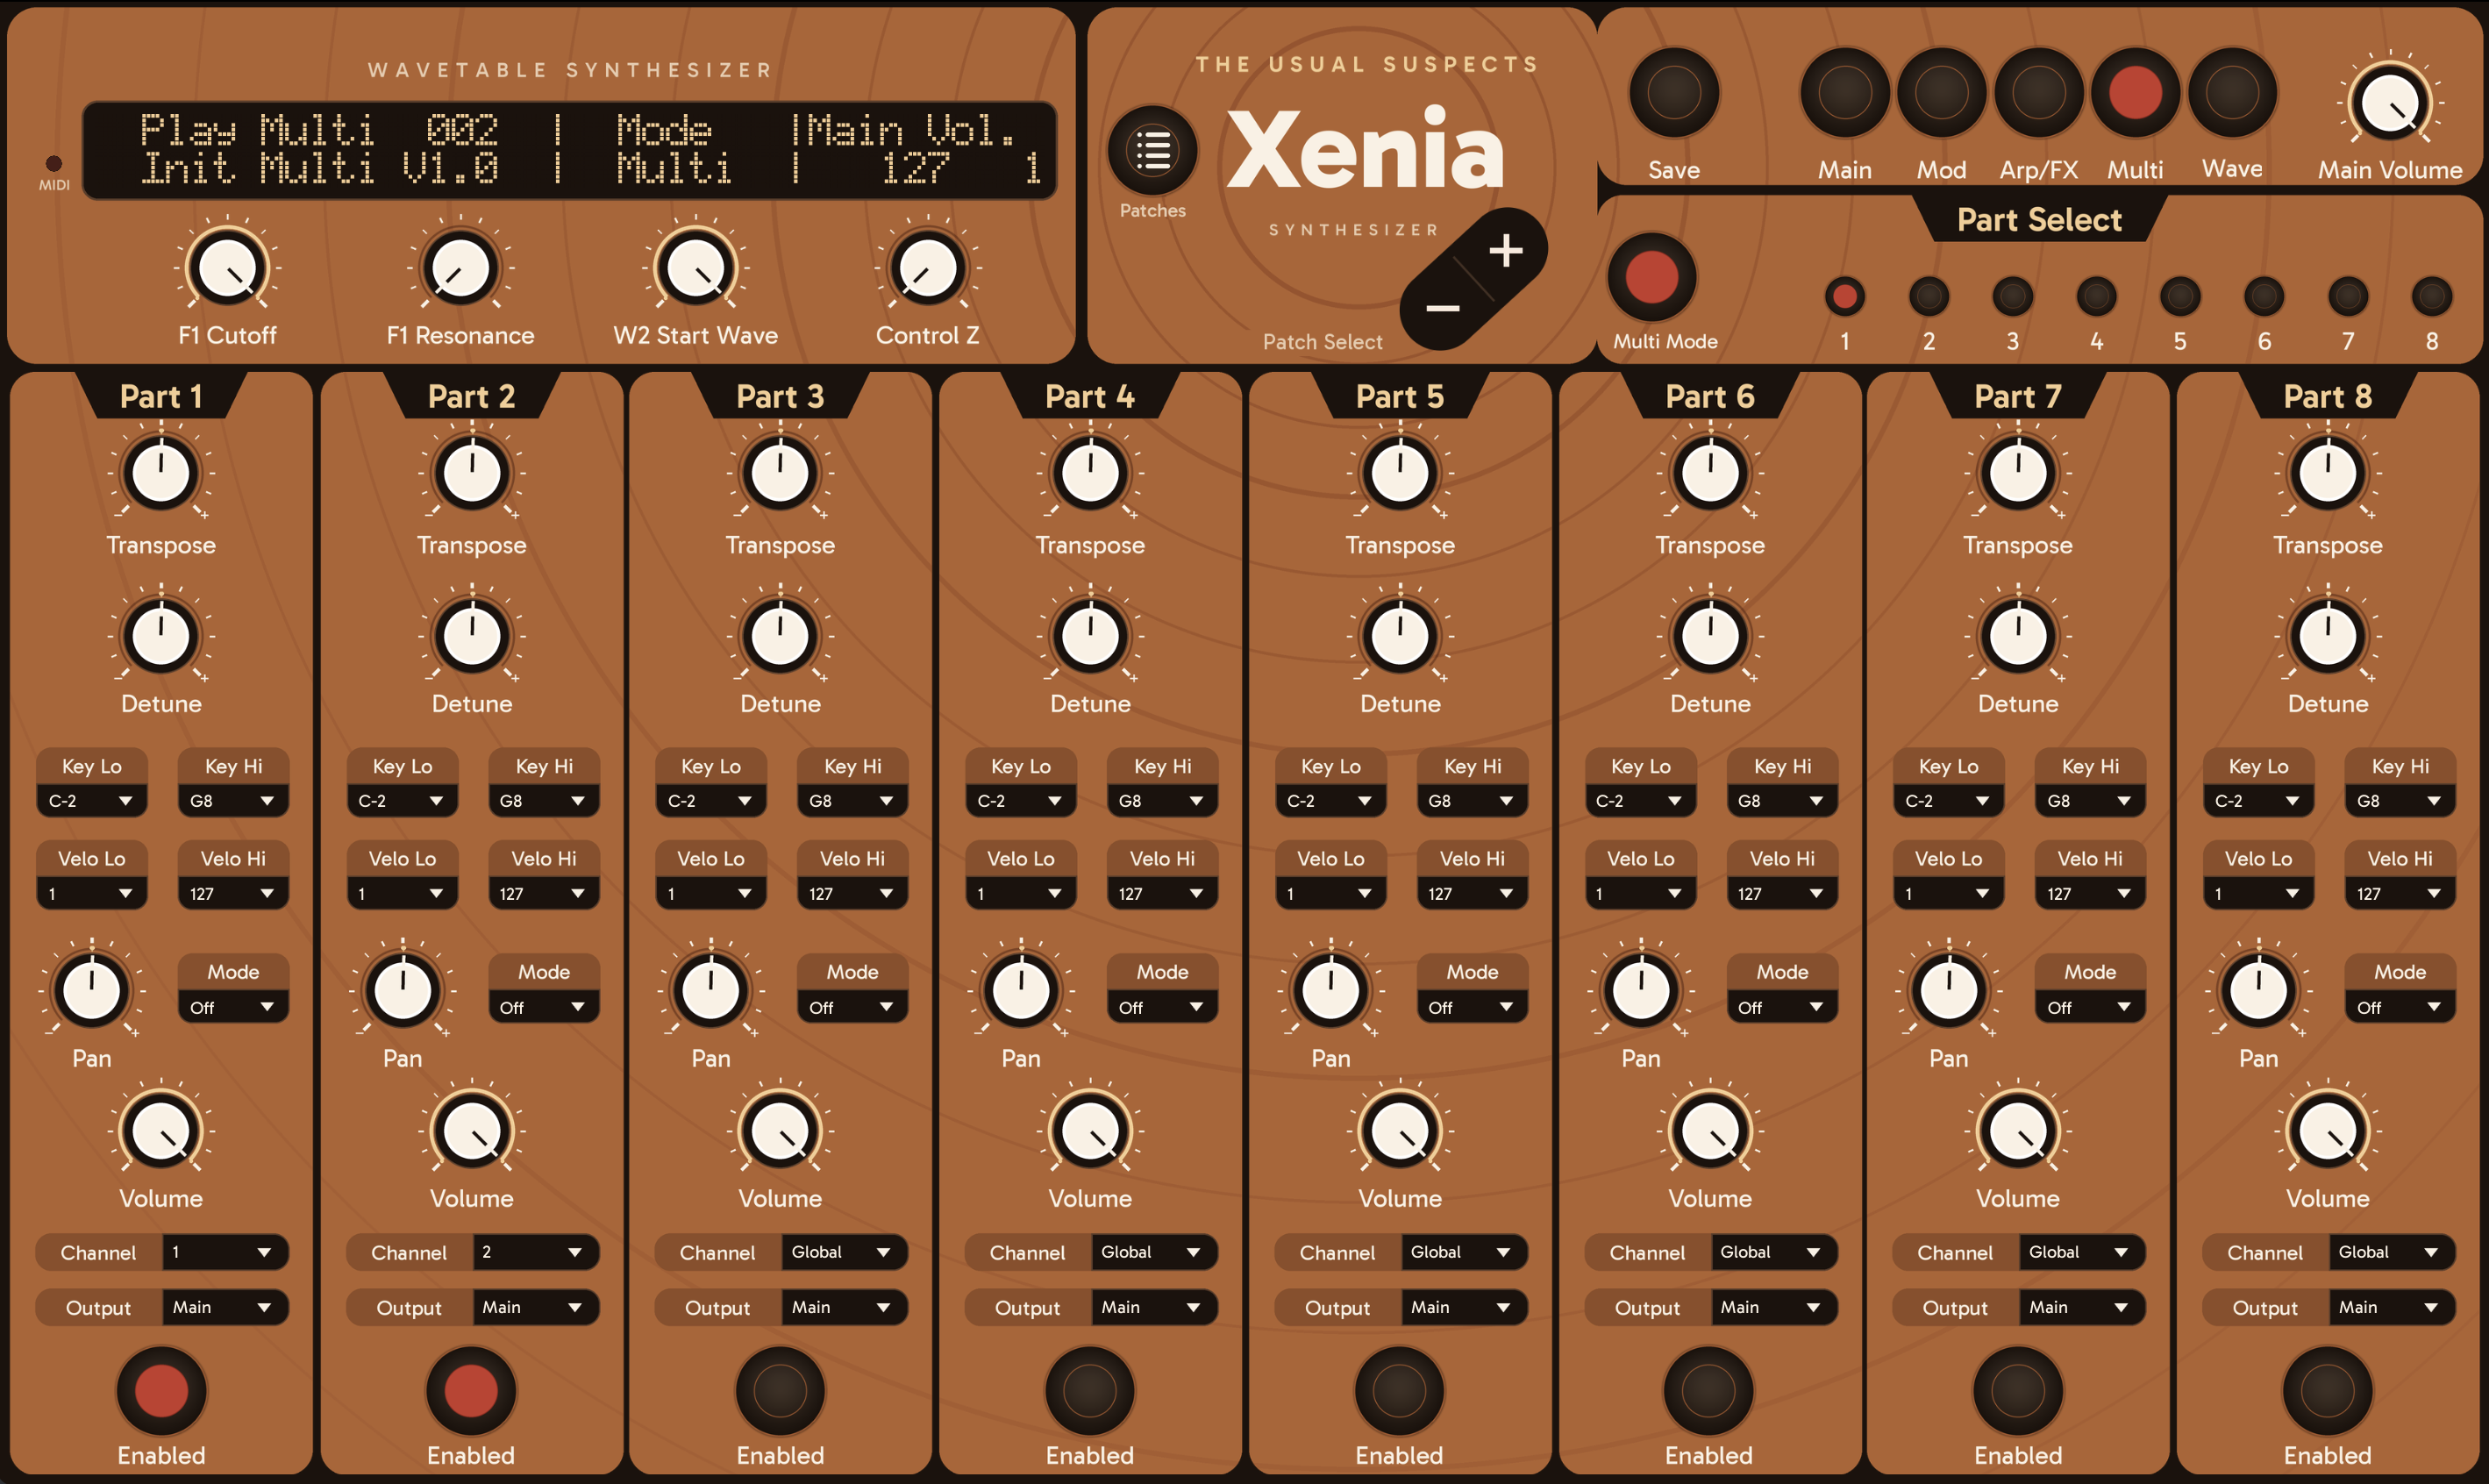 WAVETABLE SYNTHESIZER
Play Multi 002 | Mode |Main Vol.
Init Multi V1.0 | Multi | 127 1
MIDI
F1 Cutoff F1 Resonance W2 Start Wave Control Z
THE USUAL SUSPECTS
Xenia
SYNTHESIZER
Patches
+
−
Patch Select
Save Main Mod Arp/FX Multi Wave Main Volume
Part Select
Multi Mode 1 2 3 4 5 6 7 8
Part 1 Part 2 Part 3 Part 4 Part 5 Part 6 Part 7 Part 8
Transpose Transpose Transpose Transpose Transpose Transpose Transpose Transpose
Detune Detune Detune Detune Detune Detune Detune Detune
Key Lo Key Hi Key Lo Key Hi Key Lo Key Hi Key Lo Key Hi Key Lo Key Hi Key Lo Key Hi Key Lo Key Hi Key Lo Key Hi
C-2 G8 C-2 G8 C-2 G8 C-2 G8 C-2 G8 C-2 G8 C-2 G8 C-2 G8
Velo Lo Velo Hi Velo Lo Velo Hi Velo Lo Velo Hi Velo Lo Velo Hi Velo Lo Velo Hi Velo Lo Velo Hi Velo Lo Velo Hi Velo Lo Velo Hi
1 127 1 127 1 127 1 127 1 127 1 127 1 127 1 127
Mode Mode Mode Mode Mode Mode Mode Mode
Off Off Off Off Off Off Off Off
Pan Pan Pan Pan Pan Pan Pan Pan
Volume Volume Volume Volume Volume Volume Volume Volume
Channel 1 Channel 2 Channel Global Channel Global Channel Global Channel Global Channel Global Channel Global
Output Main Output Main Output Main Output Main Output Main Output Main Output Main Output Main
Enabled Enabled Enabled Enabled Enabled Enabled Enabled Enabled